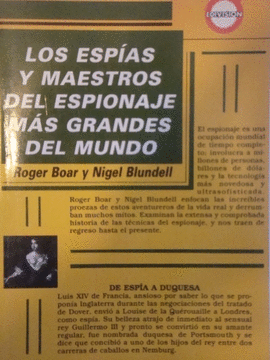 EDIVISIÓN
LOS ESPÍAS
Y MAESTROS
DEL ESPIONAJE
MÁS GRANDES
DEL MUNDO
Roger Boar y Nigel Blundell
El espionaje es una
ocupación mundial
de tiempo comple-
to; involucra a mi-
llones de personas,
billones de dóla-
res y la tecnología
más novedosa y
ultrasofisticada.
Roger Boar y Nigel Blundell enfocan las increíbles
proezas de estos aventureros de la vida real y derrum-
ban muchos mitos. Examinan la extensa y comprobada
historia de las técnicas del espionaje, y nos traen de
regreso hasta el presente.
DE ESPÍA A DUQUESA
Luis XIV de Francia, ansioso por saber lo que se pro-
ponía Inglaterra durante las negociaciones del tratado
de Dover, envió a Louise de la Quérouaille a Londres,
como espía. Su belleza atrajo de inmediato al sensual
rey Guillermo III y pronto se convirtió en su amante
regular, fue nombrada duquesa de Portsmouth y se
dice que concibió a uno de los hijos del rey entre dos
carreras de caballos en Nemburg.